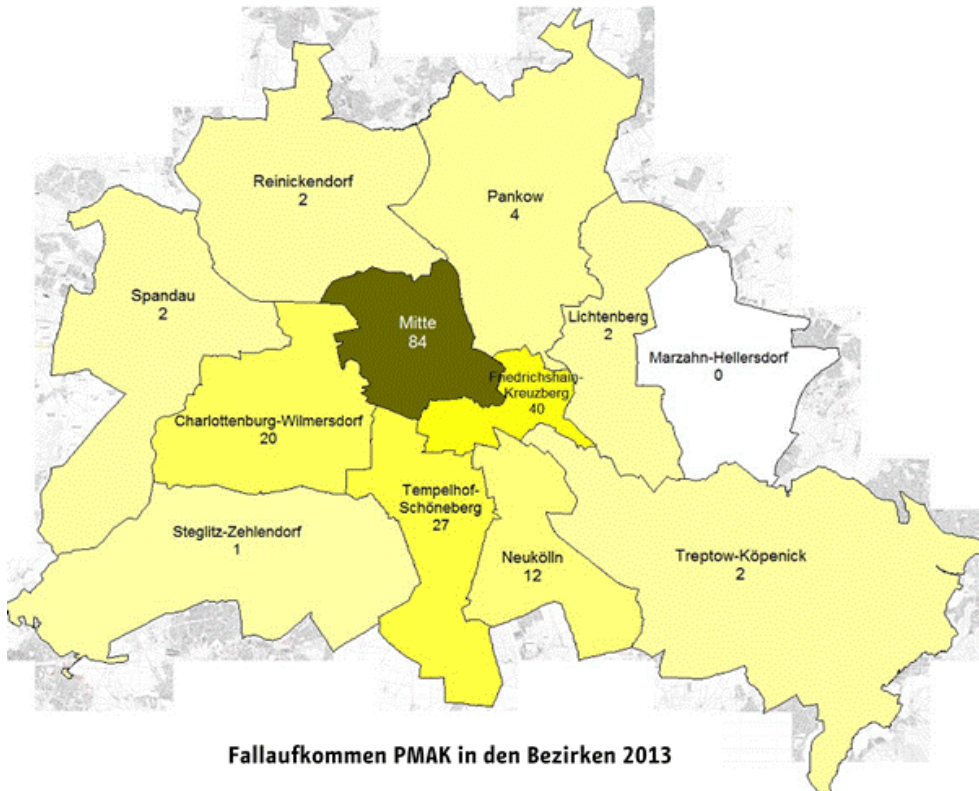 Reinickendorf
2
Pankow
4
Spandau
2
Mitte
84
Lichtenberg
2
Marzahn-Hellersdorf
0
Friedrichshain-
Kreuzberg
40
Charlottenburg-Wilmersdorf
20
Tempelhof-
Schöneberg
27
Steglitz-Zehlendorf
1
Neukölln
12
Treptow-Köpenick
2
Fallaufkommen PMAK in den Bezirken 2013